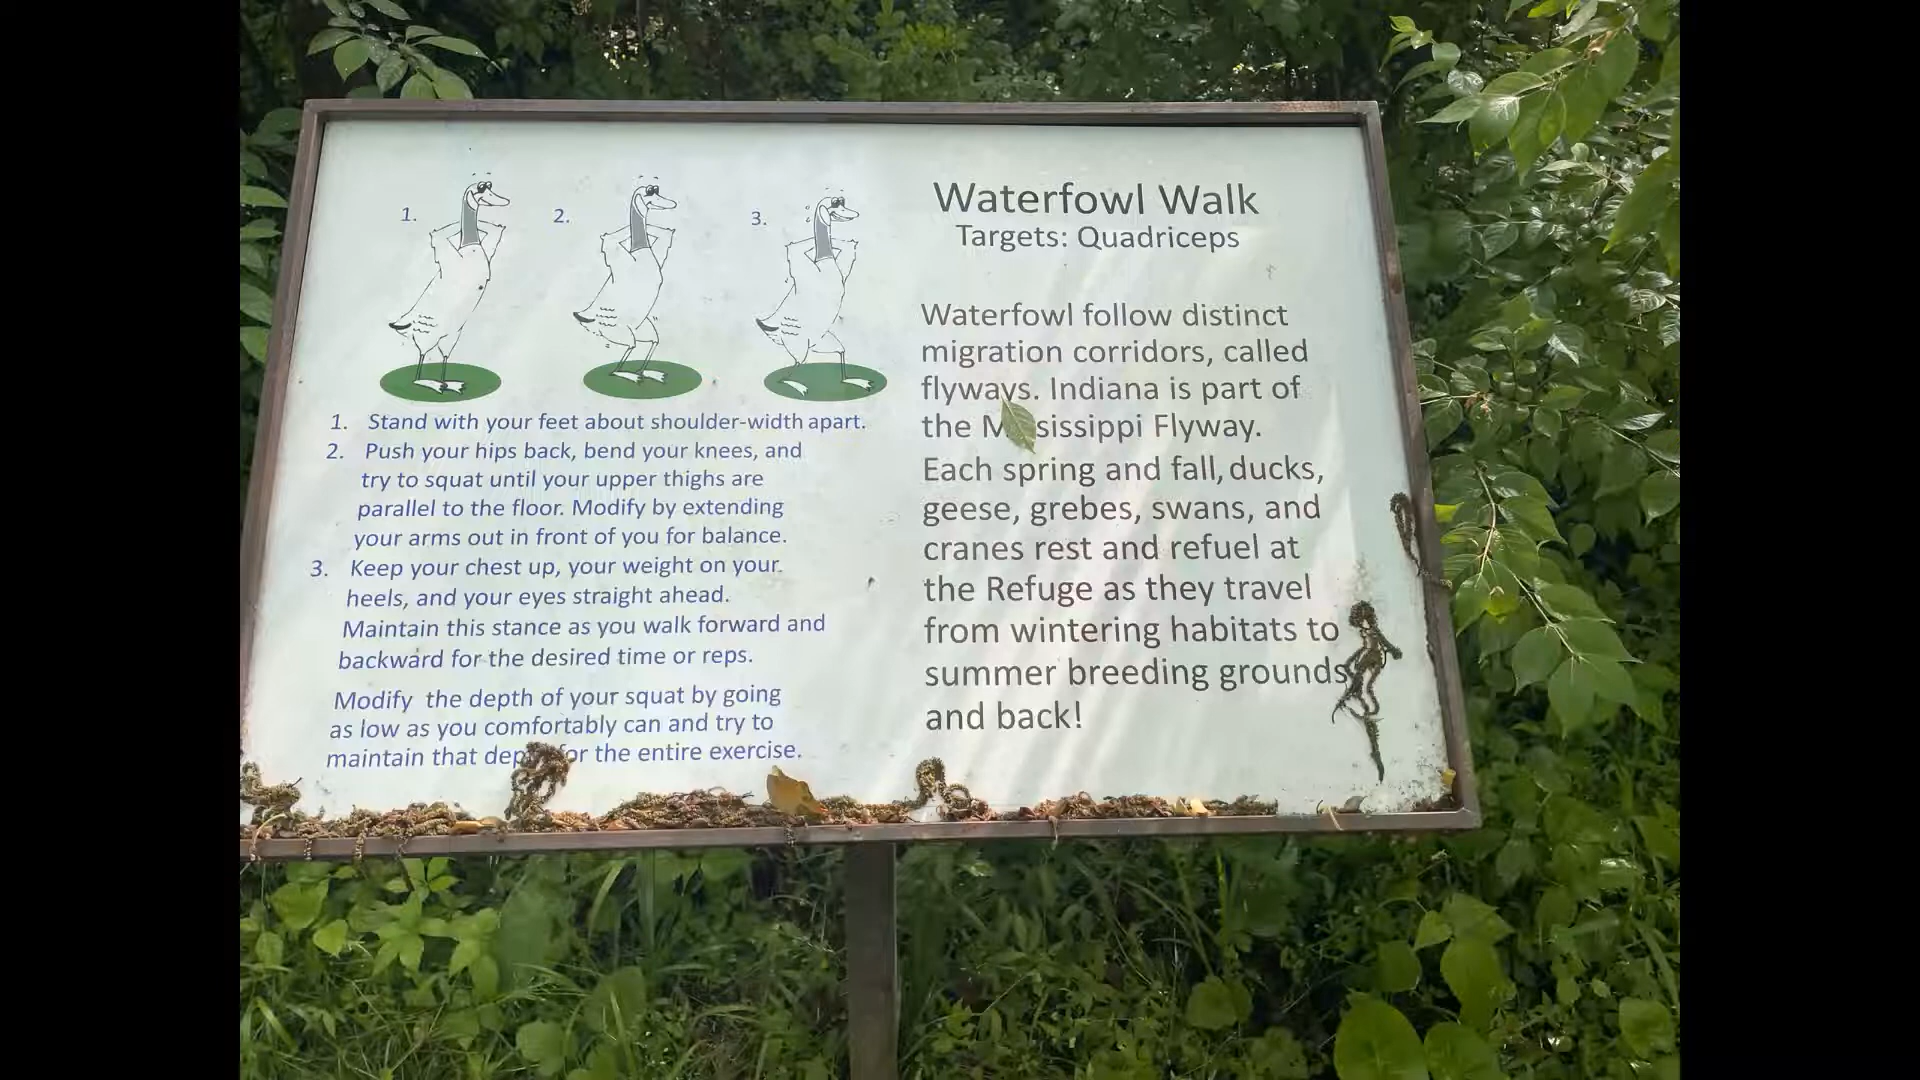 1.
2.
3.
1. Stand with your feet about shoulder-width apart.
2. Push your hips back, bend your knees, and
try to squat until your upper thighs are
parallel to the floor. Modify by extending
your arms out in front of you for balance.
3. Keep your chest up, your weight on your
heels, and your eyes straight ahead.
Maintain this stance as you walk forward and
backward for the desired time or reps.
Modify the depth of your squat by going
as low as you comfortably can and try to
maintain that for the entire exercise.
Waterfowl Walk
Targets: Quadriceps
Waterfowl follow distinct
migration corridors, called
flyways. Indiana is part of
the Mississippi Flyway.
Each spring and fall, ducks,
geese, grebes, swans, and
cranes rest and refuel at
the Refuge as they travel
from wintering habitats to
summer breeding grounds
and back!